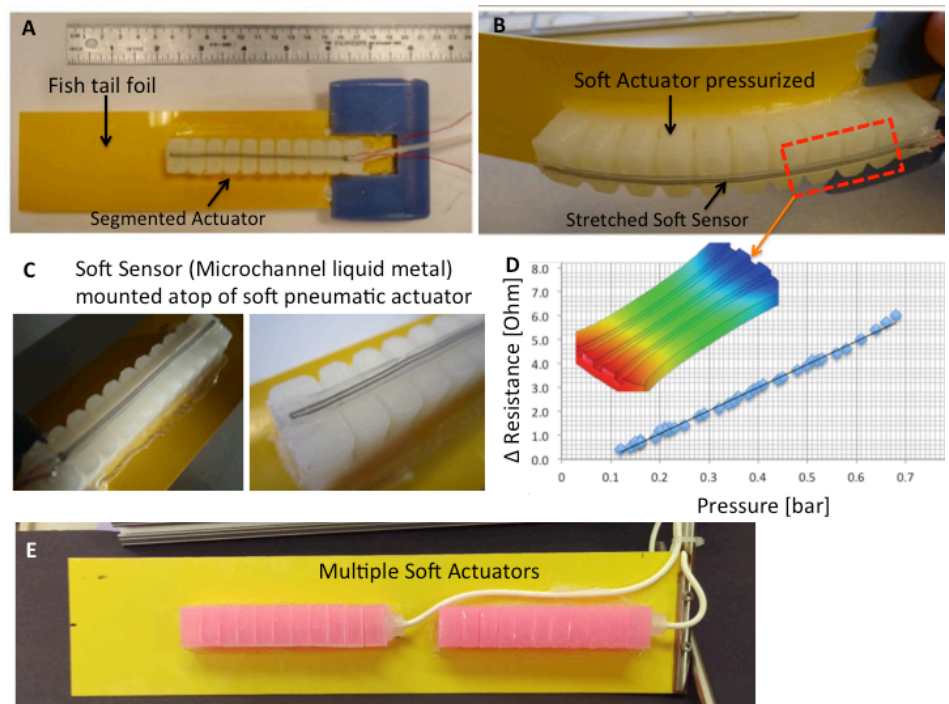 A
Fish tail foil
Segmented Actuator
B
Soft Actuator pressurized
Stretched Soft Sensor
C
Soft Sensor (Microchannel liquid metal)
mounted atop of soft pneumatic actuator
D
Δ Resistance [Ohm]
8.0
7.0
6.0
5.0
4.0
3.0
2.0
1.0
0.0
0 0.1 0.2 0.3 0.4 0.5 0.6 0.7
Pressure [bar]
E
Multiple Soft Actuators